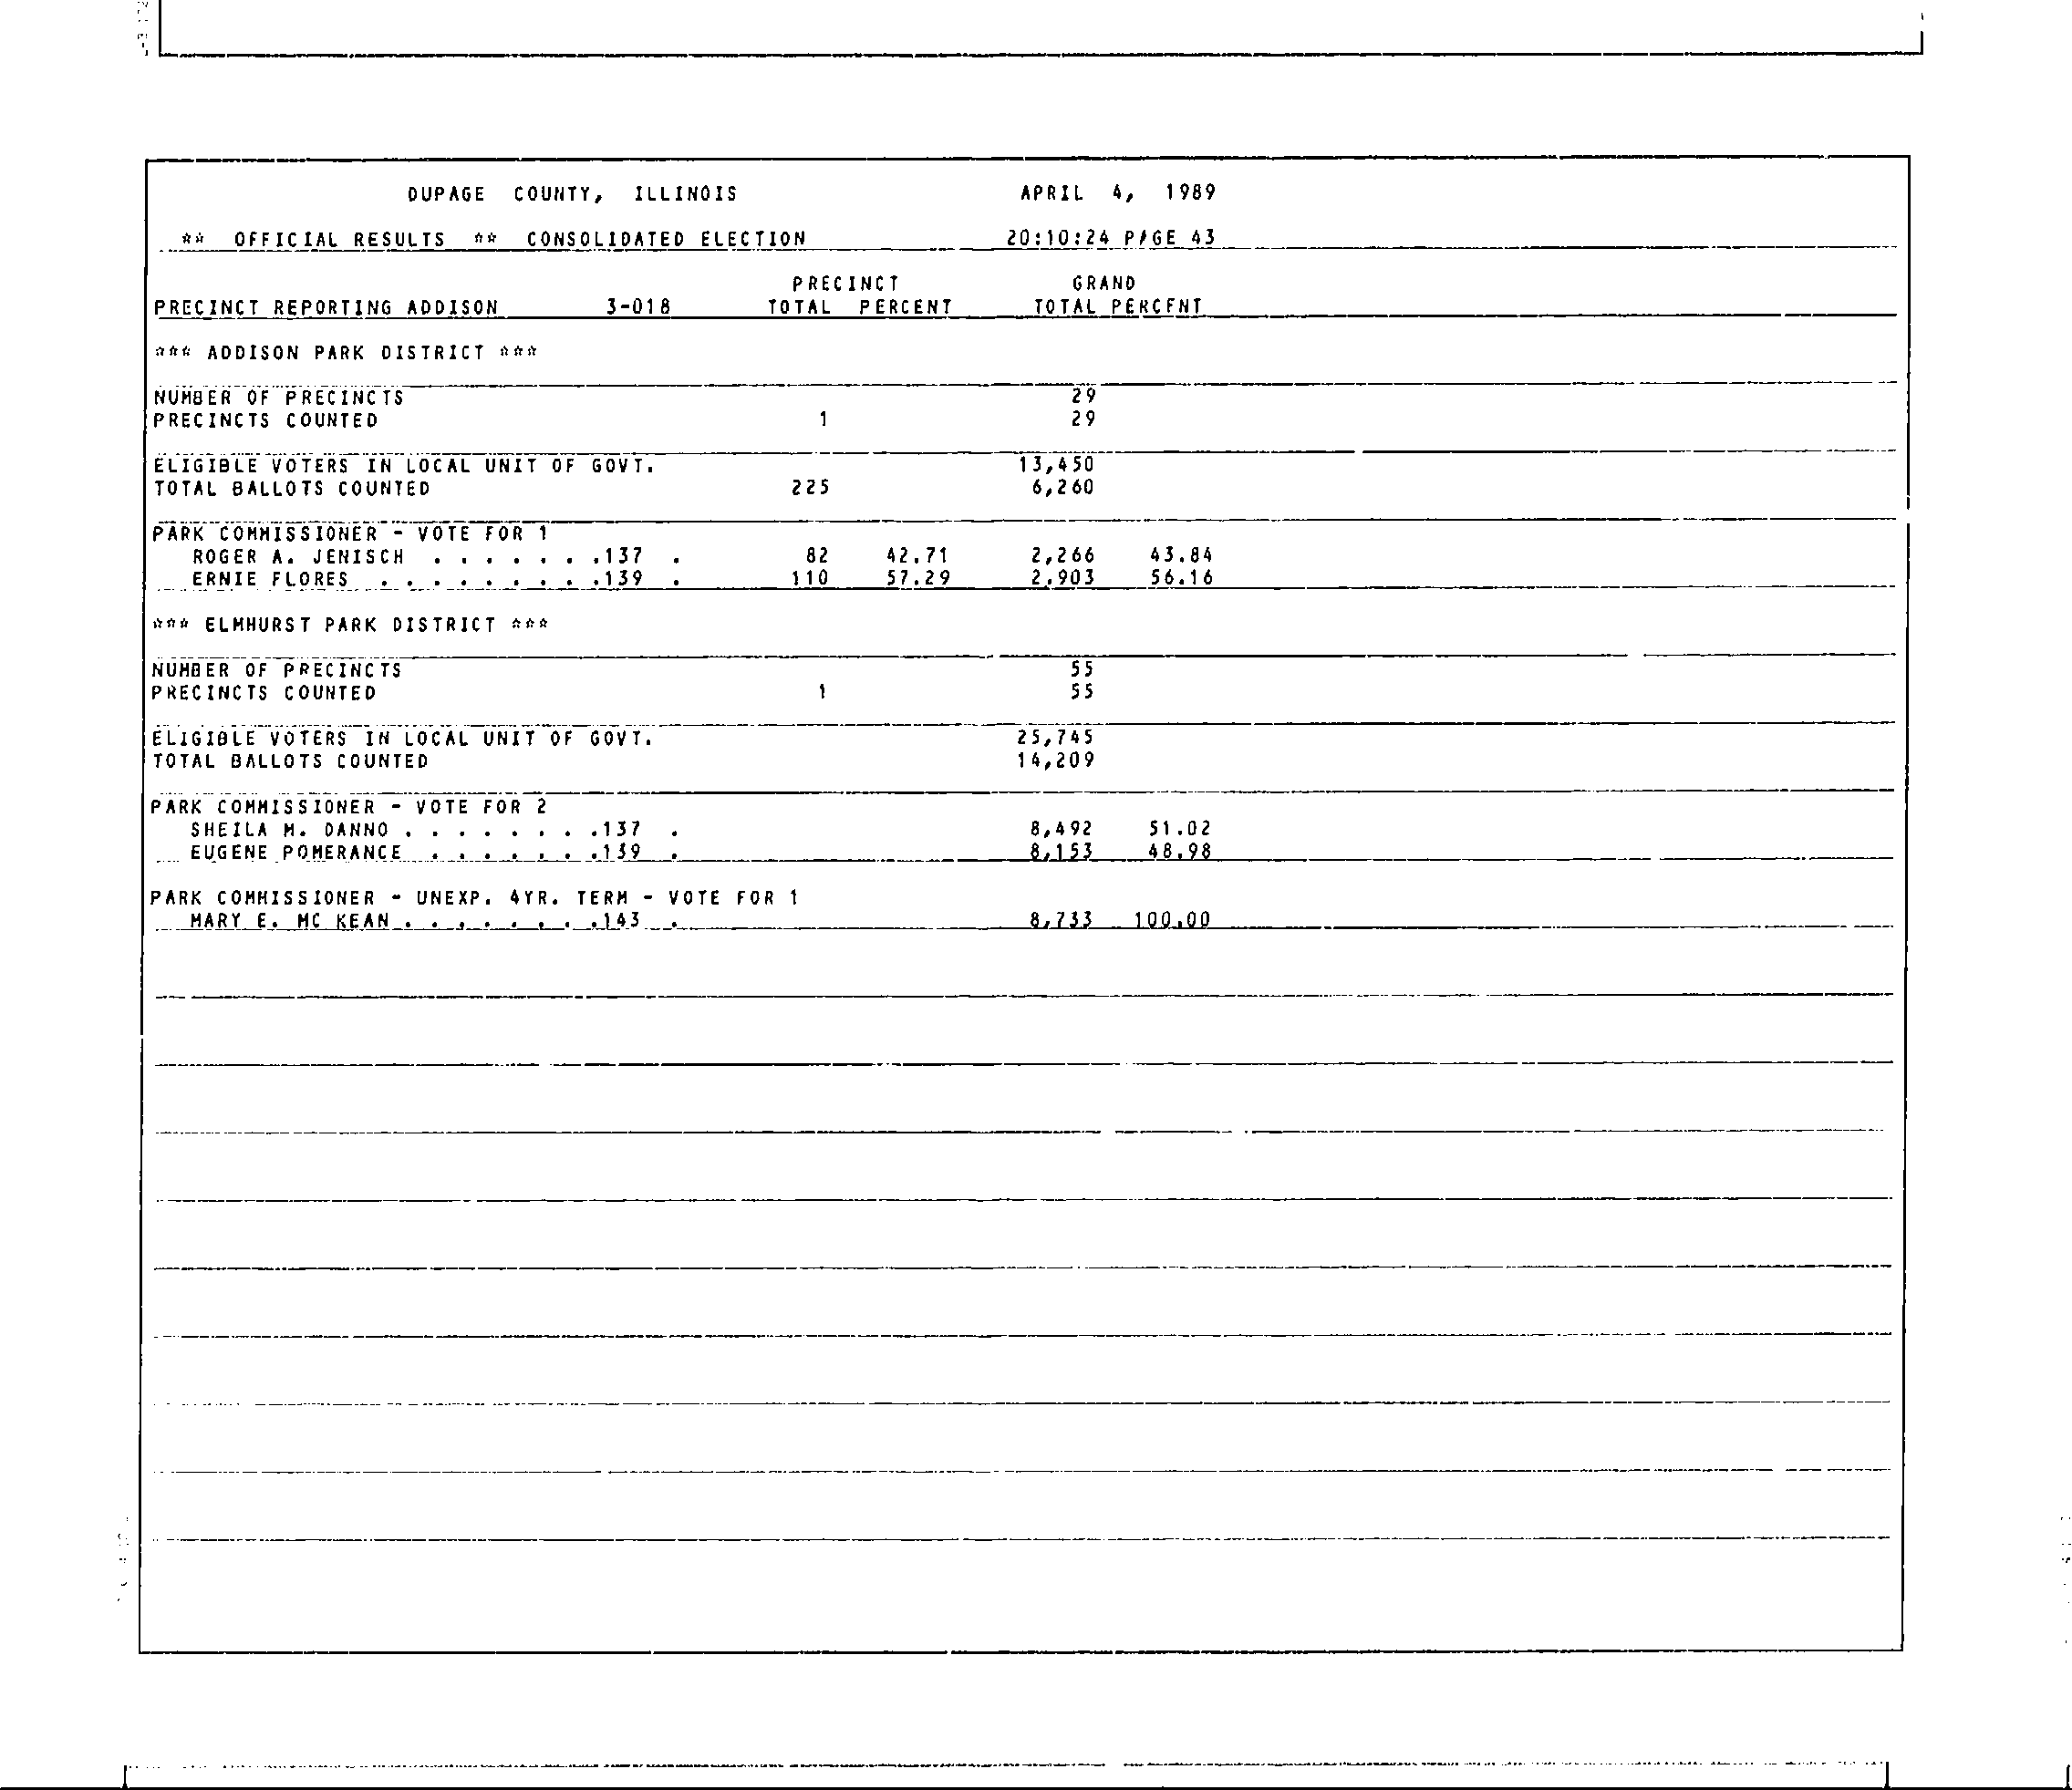 DUPAGE COUNTY, ILLINOIS APRIL 4, 1989
** OFFICIAL RESULTS ** CONSOLIDATED ELECTION 20:10:24 PAGE 43
PRECINCT GRAND
PRECINCT REPORTING ADDISON 3-018 TOTAL PERCENT TOTAL PERCENT
*** ADDISON PARK DISTRICT ***
NUMBER OF PRECINCTS 29
PRECINCTS COUNTED 1 29
ELIGIBLE VOTERS IN LOCAL UNIT OF GOVT. 13,450
TOTAL BALLOTS COUNTED 225 6,260
PARK COMMISSIONER - VOTE FOR 1
ROGER A. JENISCH . . . . . . .137 . 82 42.71 2,266 43.84
ERNIE FLORES . . . . . . . . .139 . 110 57.29 2,903 56.16
*** ELMHURST PARK DISTRICT ***
NUMBER OF PRECINCTS 55
PRECINCTS COUNTED 1 55
ELIGIBLE VOTERS IN LOCAL UNIT OF GOVT. 25,745
TOTAL BALLOTS COUNTED 14,209
PARK COMMISSIONER - VOTE FOR 2
SHEILA M. DANNO . . . . . . . .137 . 8,492 51.02
EUGENE POMERANCE . . . . . . .139 . 8,153 48.98
PARK COMMISSIONER - UNEXP. 4YR. TERM - VOTE FOR 1
MARY E. MC KEAN . . . . . . . .143 . 8,733 100.00